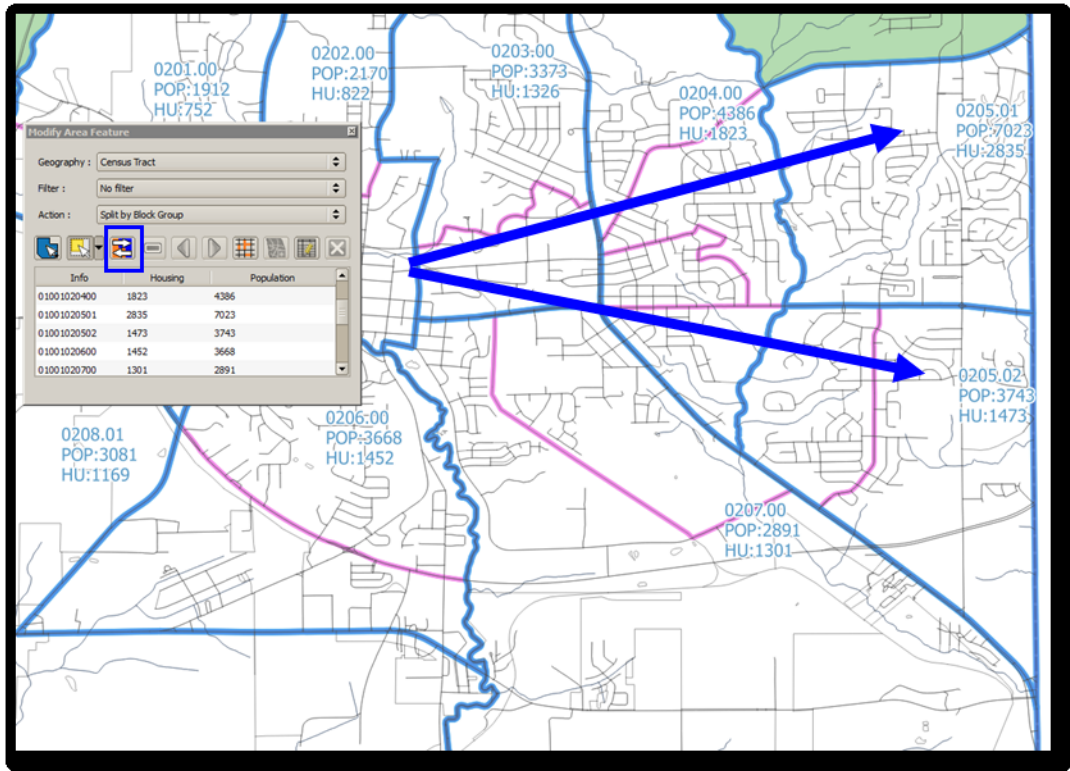 0201.00
POP:1912
HU:752
0202.00
POP:2170
HU:822
0203.00
POP:3373
HU:1326
0204.00
POP:4386
HU:1823
0205.01
POP:7023
HU:2835
Modify Area Feature
Geography : Census Tract
Filter : No filter
Action : Split by Block Group
Info Housing Population
01001020400 1823 4386
01001020501 2835 7023
01001020502 1473 3743
01001020600 1452 3668
01001020700 1301 2891
0205.02
POP:3743
HU:1473
0206.00
POP:3668
HU:1452
0208.01
POP:3081
HU:1169
0207.00
POP:2891
HU:1301